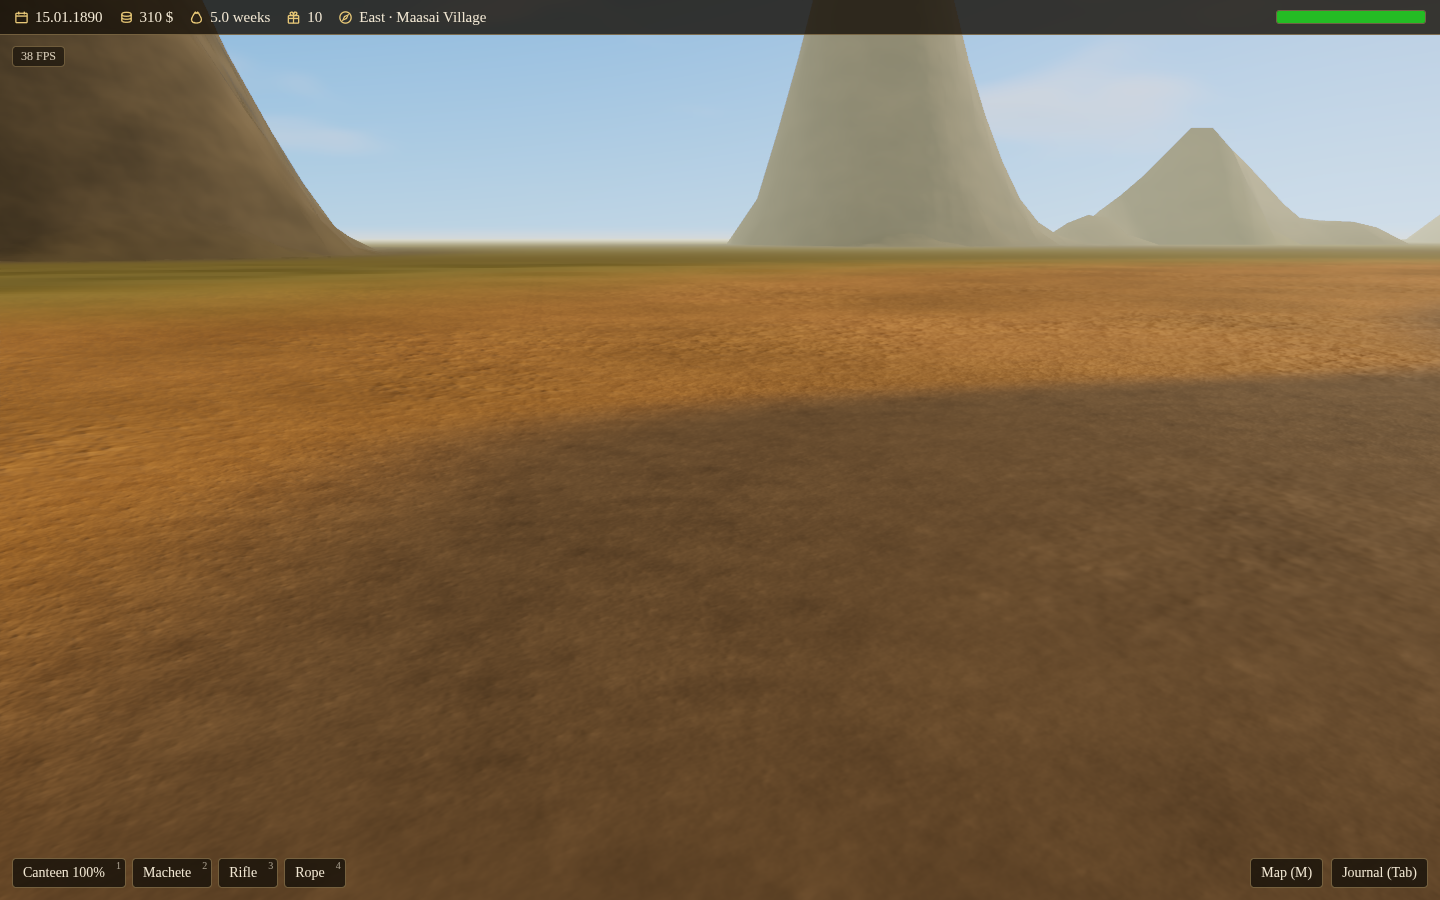 15.01.1890 310 $ 5.0 weeks 10 East · Maasai Village
38 FPS
Canteen 100% 1 Machete 2 Rifle 3 Rope 4 Map (M) Journal (Tab)